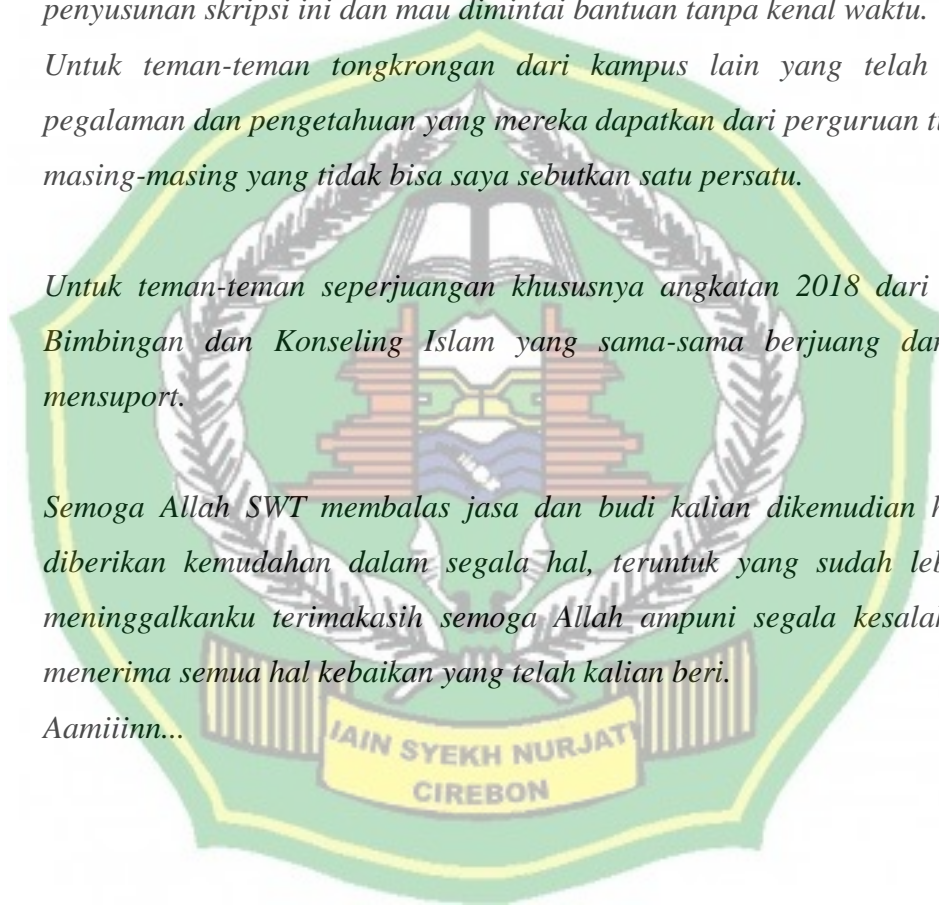 penyusunan skripsi ini dan mau dimintai bantuan tanpa kenal waktu.
Untuk teman-teman tongkrongan dari kampus lain yang telah
pegalaman dan pengetahuan yang mereka dapatkan dari perguruan
masing-masing yang tidak bisa saya sebutkan satu persatu.
Untuk teman-teman seperjuangan khususnya angkatan 2018 dari
Bimbingan dan Konseling Islam yang sama-sama berjuang dan
mensuport.
Semoga Allah SWT membalas jasa dan budi kalian dikemudian
diberikan kemudahan dalam segala hal, teruntuk yang sudah
meninggalkanku terimakasih semoga Allah ampuni segala
menerima semua hal kebaikan yang telah kalian beri.
Aamiiinn...
IAIN SYEKH NURJATI
CIREBON